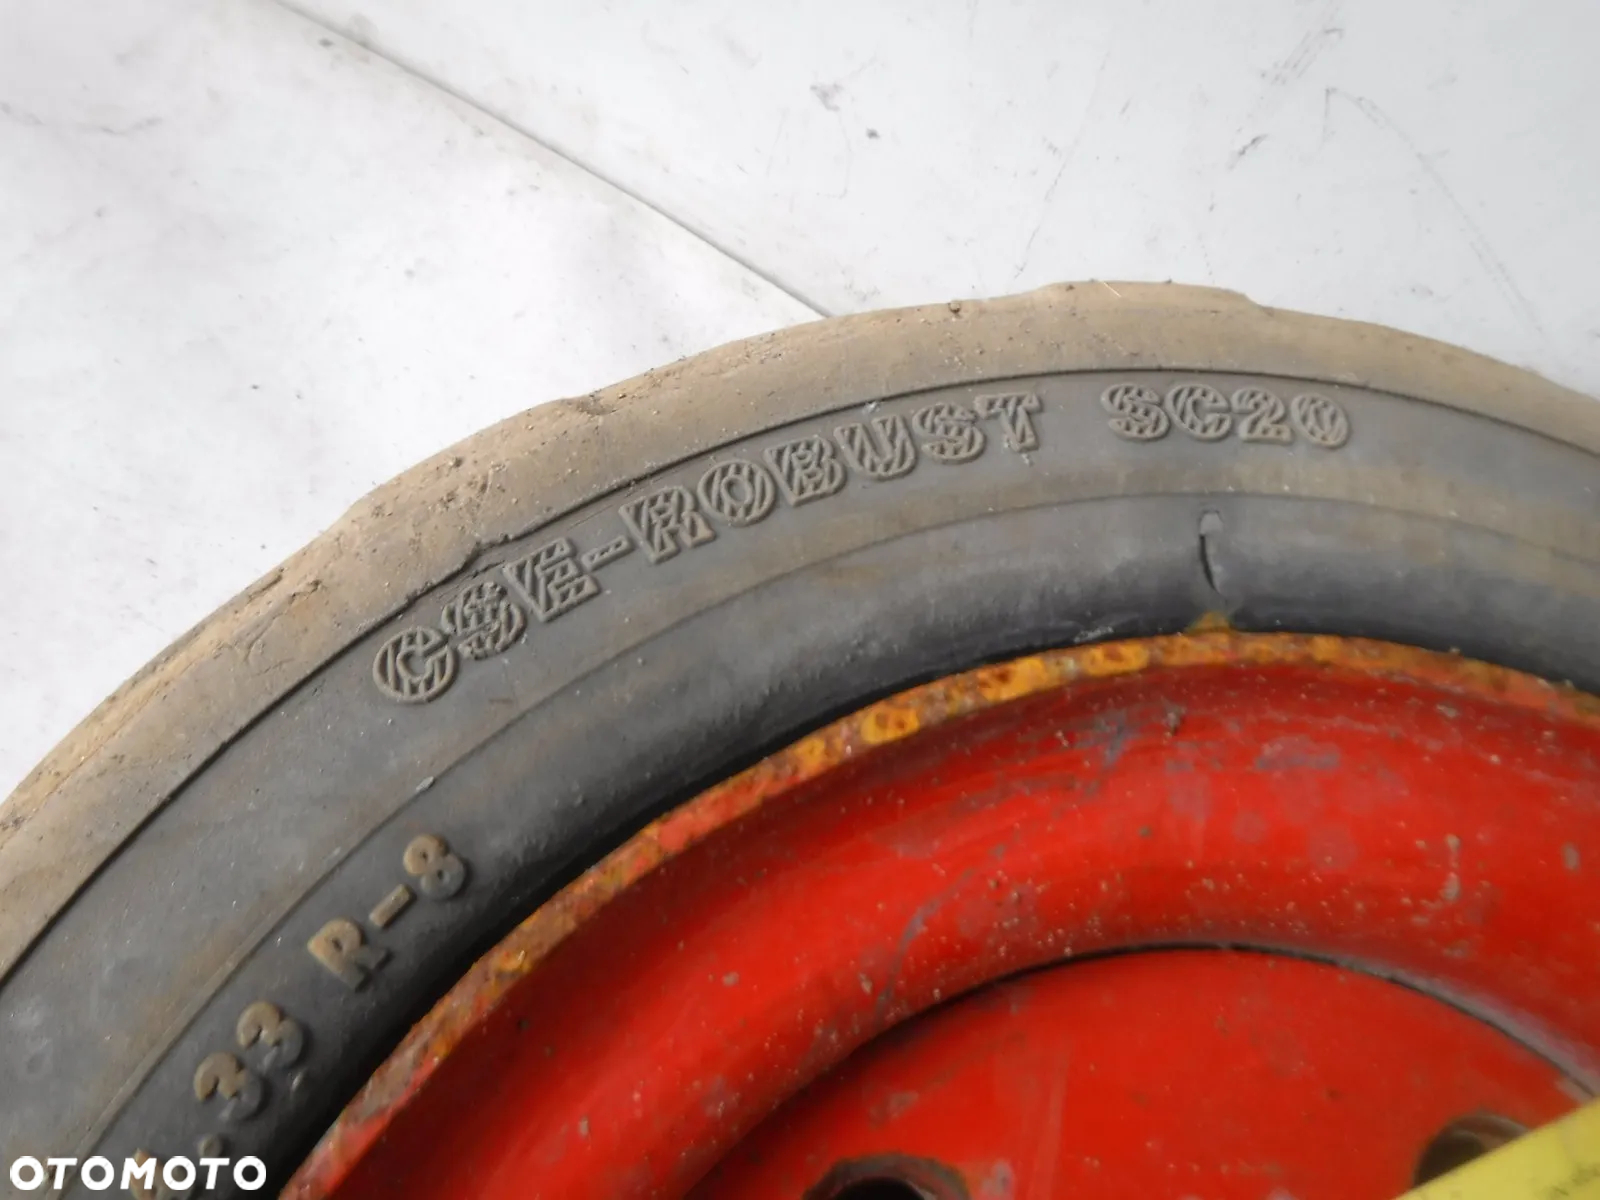 CSE-ROBUST SC20
.33 R-8
OTOMOTO